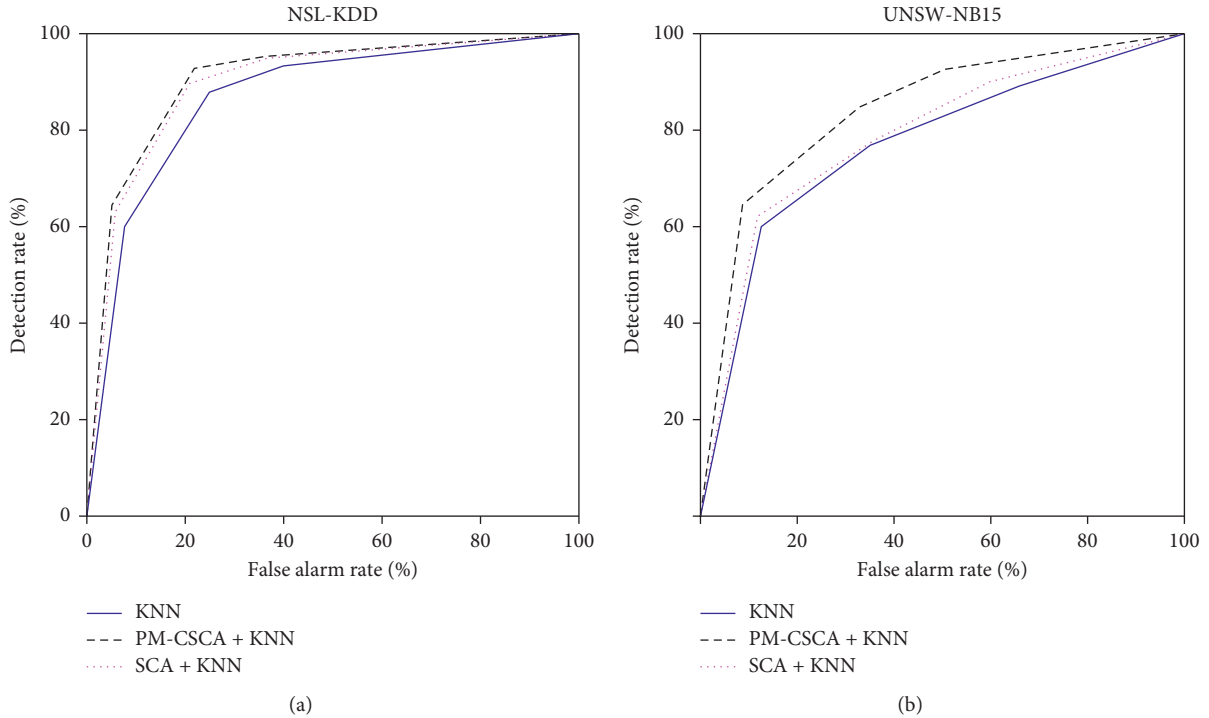 NSL-KDD
100
80
60
40
20
0
Detection rate (%)
0 20 40 60 80 100
False alarm rate (%)
KNN
PM-CSCA + KNN
SCA + KNN
(a)
UNSW-NB15
100
80
60
40
20
Detection rate (%)
20 40 60 80 100
False alarm rate (%)
KNN
PM-CSCA + KNN
SCA + KNN
(b)